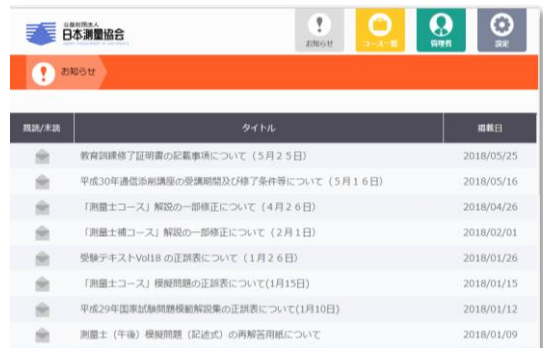 公益社団法人
日本測量協会
お知らせ
コース一覧
管理者
設定
お知らせ
既読/未読 タイトル 掲載日
教育訓練修了証明書の記載事項について（５月２５日） 2018/05/25
平成30年通信添削講座の受講期間及び修了条件等について（５月１６日） 2018/05/16
「測量士コース」解説の一部修正について（４月２６日） 2018/04/26
「測量士補コース」解説の一部修正について（２月１日） 2018/02/01
受験テキストVol18 の正誤表について（１月２６日） 2018/01/26
「測量士コース」模擬問題の正誤表について(1月15日) 2018/01/15
平成29年国家試験問題模範解説集の正誤表について(1月10日) 2018/01/12
測量士（午後）模擬問題（記述式）の再解答用紙について 2018/01/09